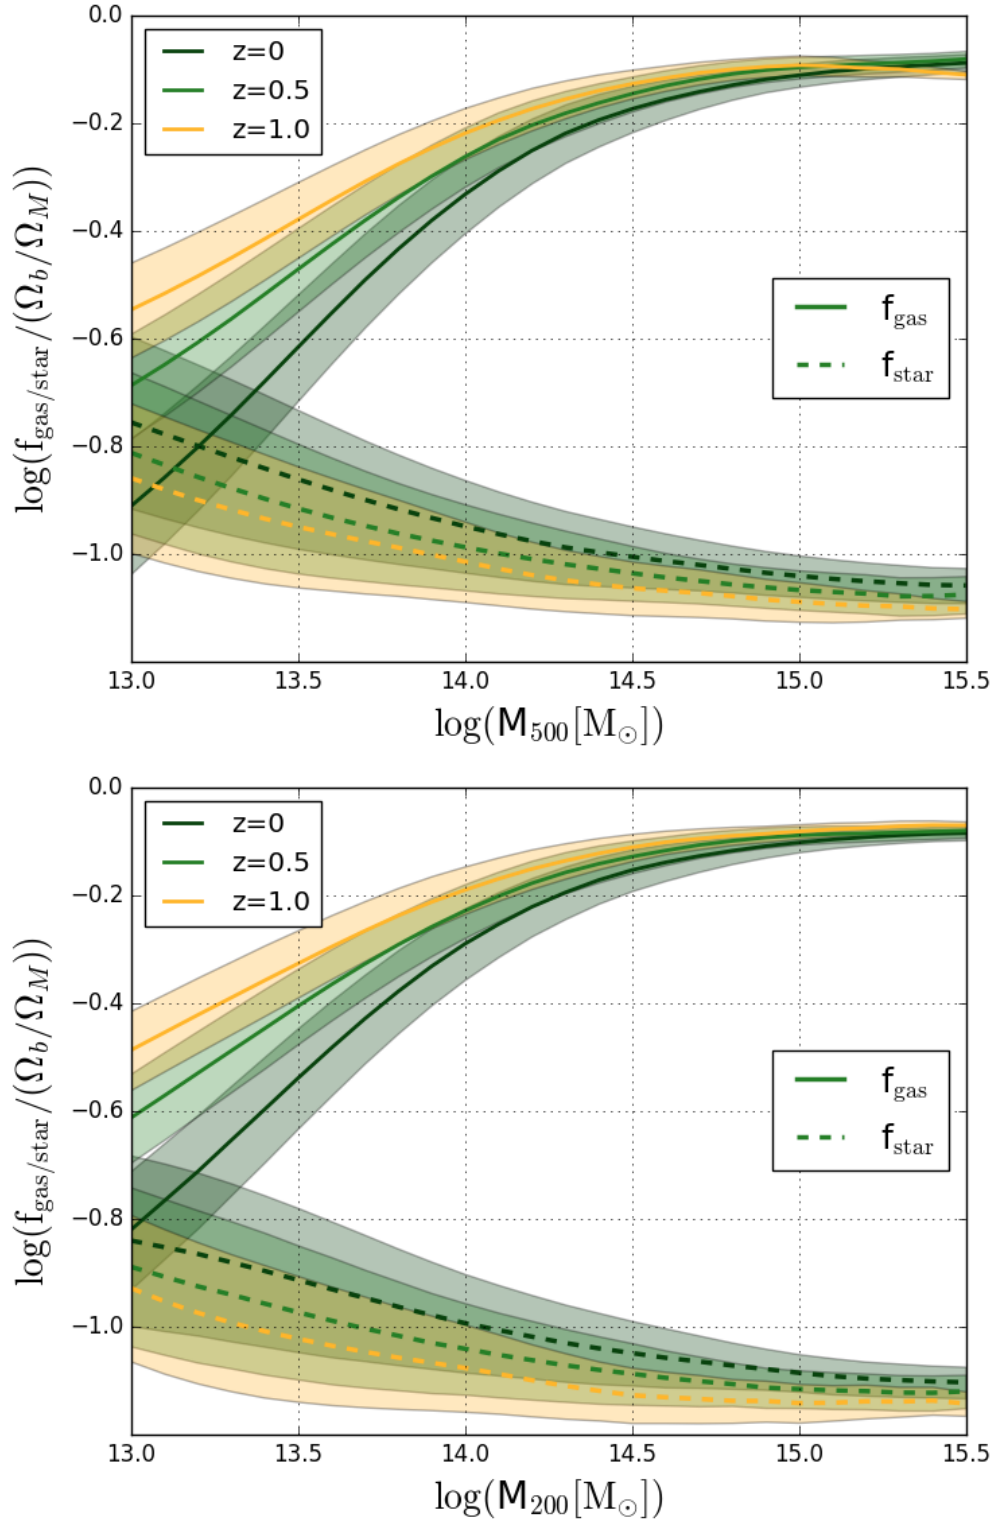 0.0
−0.2
−0.4
−0.6
−0.8
−1.0
log(f_gas/star/(Ω_b/Ω_M))
z=0
z=0.5
z=1.0
f_gas
f_star
13.0 13.5 14.0 14.5 15.0 15.5
log(M_500[M_⊙])
0.0
−0.2
−0.4
−0.6
−0.8
−1.0
log(f_gas/star/(Ω_b/Ω_M))
z=0
z=0.5
z=1.0
f_gas
f_star
13.0 13.5 14.0 14.5 15.0 15.5
log(M_200[M_⊙])